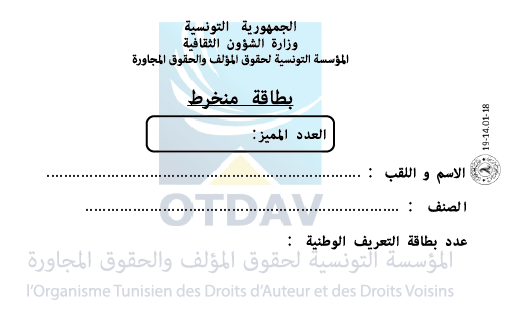 الجمهورية التونسية
وزارة الشؤون الثقافية
المؤسسة التونسية لحقوق المؤلف والحقوق المجاورة
بطاقة منخرط
العدد المميز:
19-14.01-18
الاسم و اللقب : ......................................................................
الصنف : ......................................................................
OTDAV
عدد بطاقة التعريف الوطنية :
المؤسسة التونسية لحقوق المؤلف والحقوق المجاورة
l'Organisme Tunisien des Droits d'Auteur et des Droits Voisins